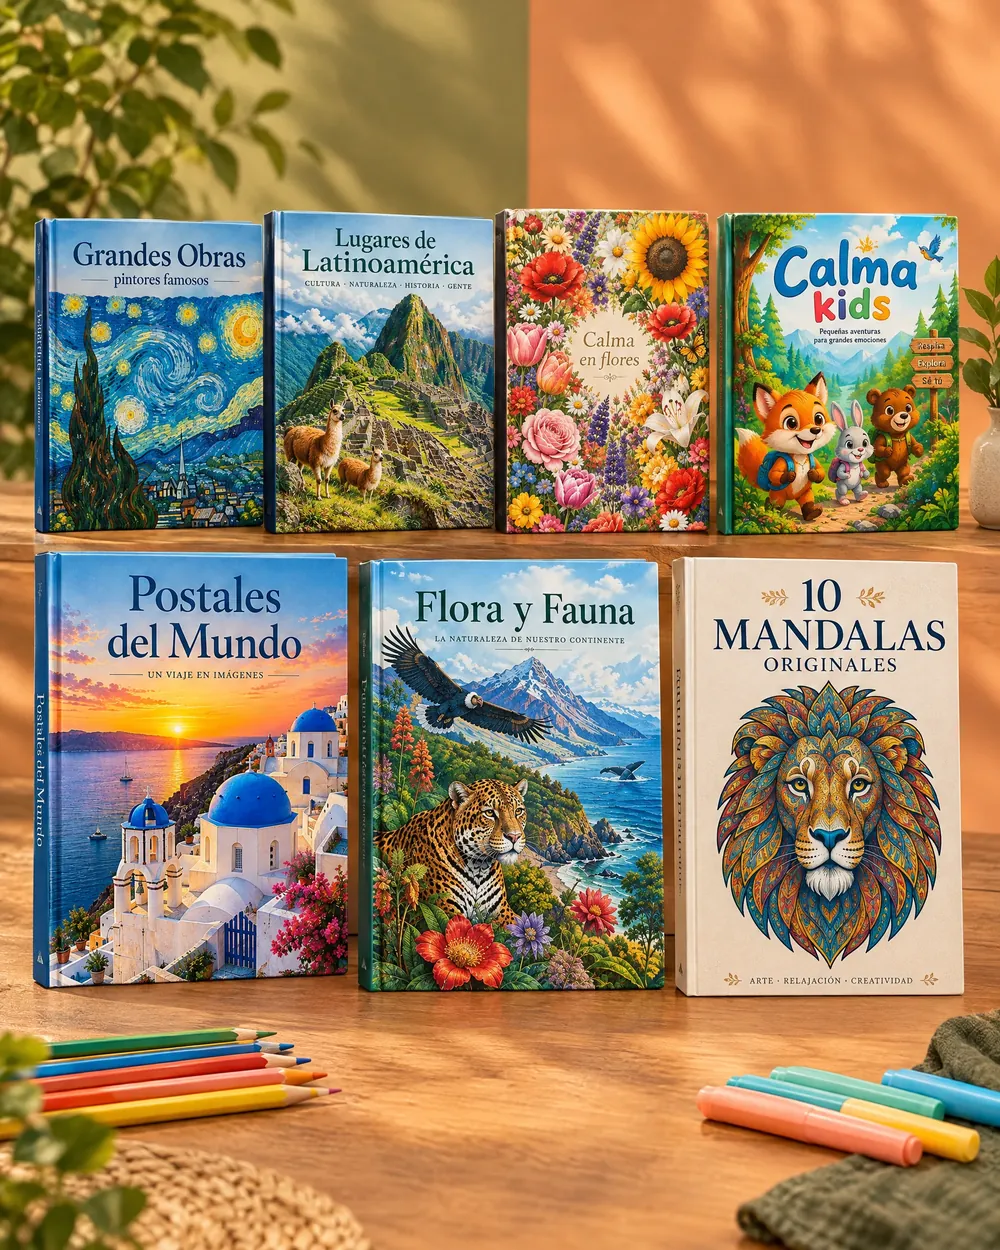 Grandes Obras
pintores famosos
Lugares de
Latinoamérica
CULTURA · NATURALEZA · HISTORIA · GENTE
Calma
en flores
Calma
kids
Pequeñas aventuras
para grandes emociones
Respira
Explora
Sé tú
Postales
del Mundo
UN VIAJE EN IMÁGENES
Postales del Mundo
Flora y Fauna
LA NATURALEZA DE NUESTRO CONTINENTE
10
MANDALAS
ORIGINALES
ARTE · RELAJACIÓN · CREATIVIDAD